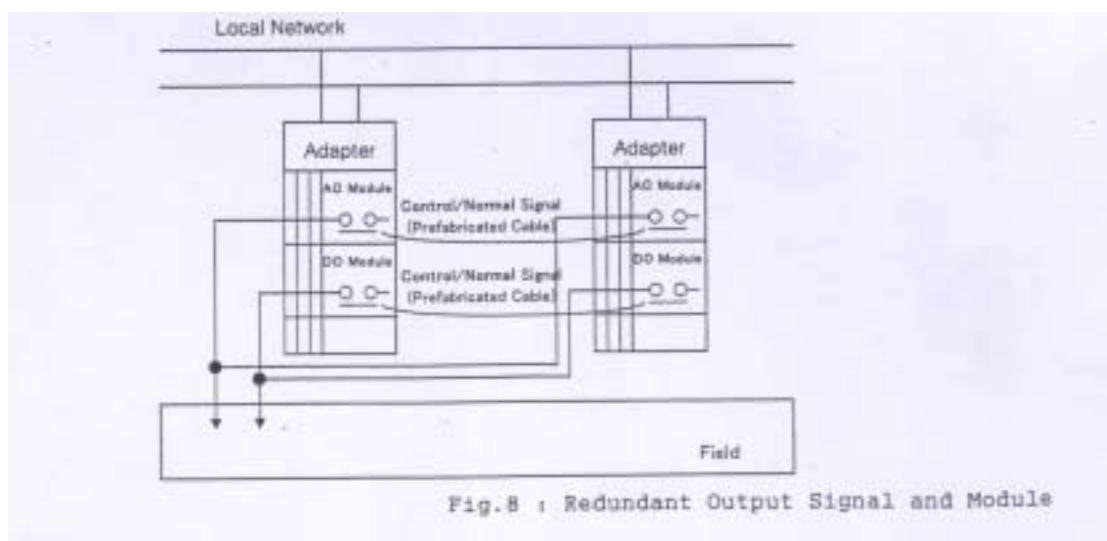 Local Network
Adapter
Adapter
AO Module
AO Module
Control/Normal Signal
(Prefabricated Cable)
DO Module
DO Module
Control/Normal Signal
(Prefabricated Cable)
Field
Fig.8 : Redundant Output Signal and Module